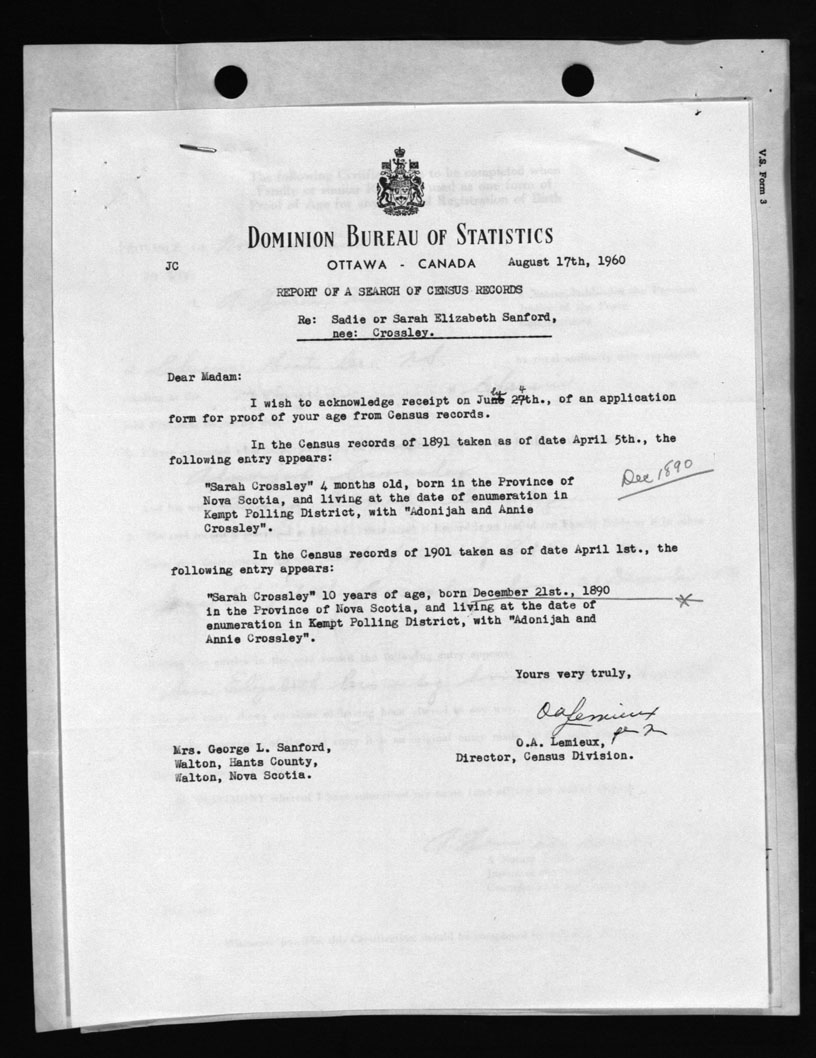 V.S. Form 3
DOMINION BUREAU OF STATISTICS
JC OTTAWA - CANADA August 17th, 1960
REPORT OF A SEARCH OF CENSUS RECORDS
Re: Sadie or Sarah Elizabeth Sanford,
nee: Crossley.
Dear Madam:
I wish to acknowledge receipt on July 24th., of an application
form for proof of your age from Census records.
In the Census records of 1891 taken as of date April 5th., the
following entry appears:
"Sarah Crossley" 4 months old, born in the Province of
Nova Scotia, and living at the date of enumeration in
Kempt Polling District, with "Adonijah and Annie
Crossley".
Dec 1890
In the Census records of 1901 taken as of date April 1st., the
following entry appears:
"Sarah Crossley" 10 years of age, born December 21st., 1890
in the Province of Nova Scotia, and living at the date of
enumeration in Kempt Polling District, with "Adonijah and
Annie Crossley".
Yours very truly,
OALemieux
O.A. Lemieux,
Director, Census Division.
Mrs. George L. Sanford,
Walton, Hants County,
Walton, Nova Scotia.